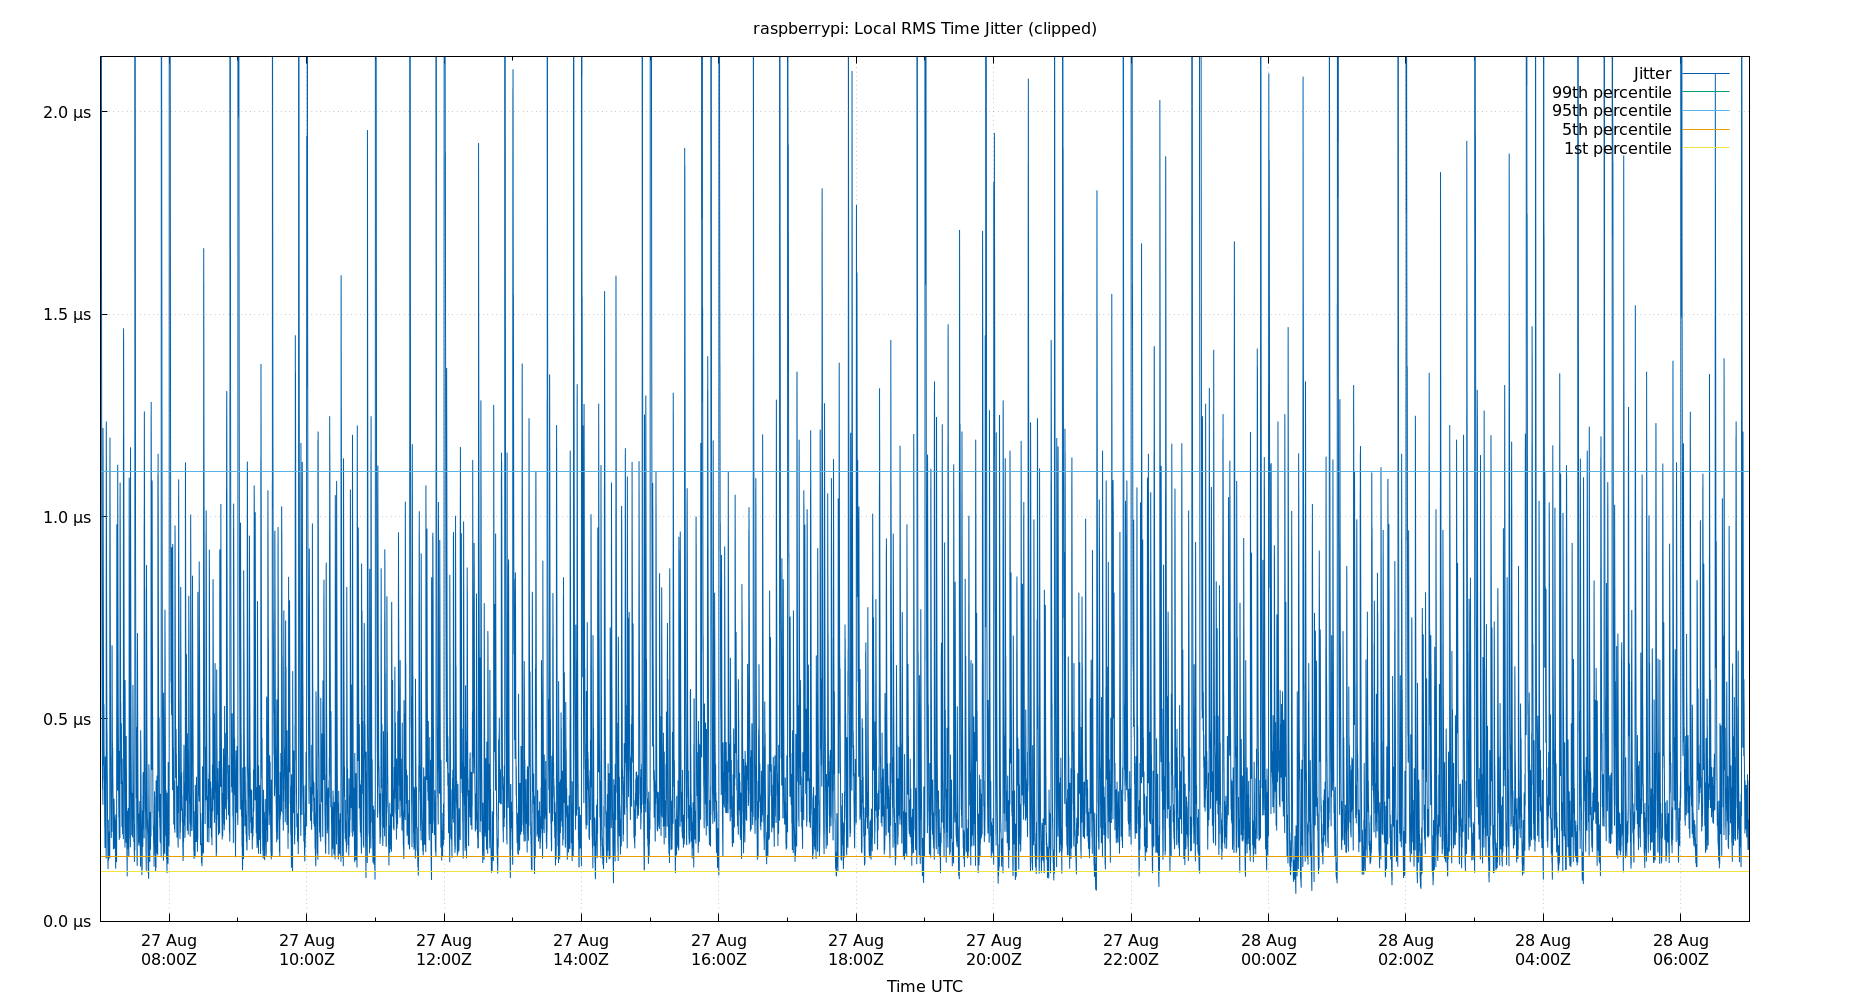 raspberrypi: Local RMS Time Jitter (clipped)
Jitter
99th percentile
95th percentile
5th percentile
1st percentile
2.0 µs
1.5 µs
1.0 µs
0.5 µs
0.0 µs
27 Aug 27 Aug 27 Aug 27 Aug 27 Aug 27 Aug 27 Aug 27 Aug 28 Aug 28 Aug 28 Aug 28 Aug
08:00Z 10:00Z 12:00Z 14:00Z 16:00Z 18:00Z 20:00Z 22:00Z 00:00Z 02:00Z 04:00Z 06:00Z
Time UTC